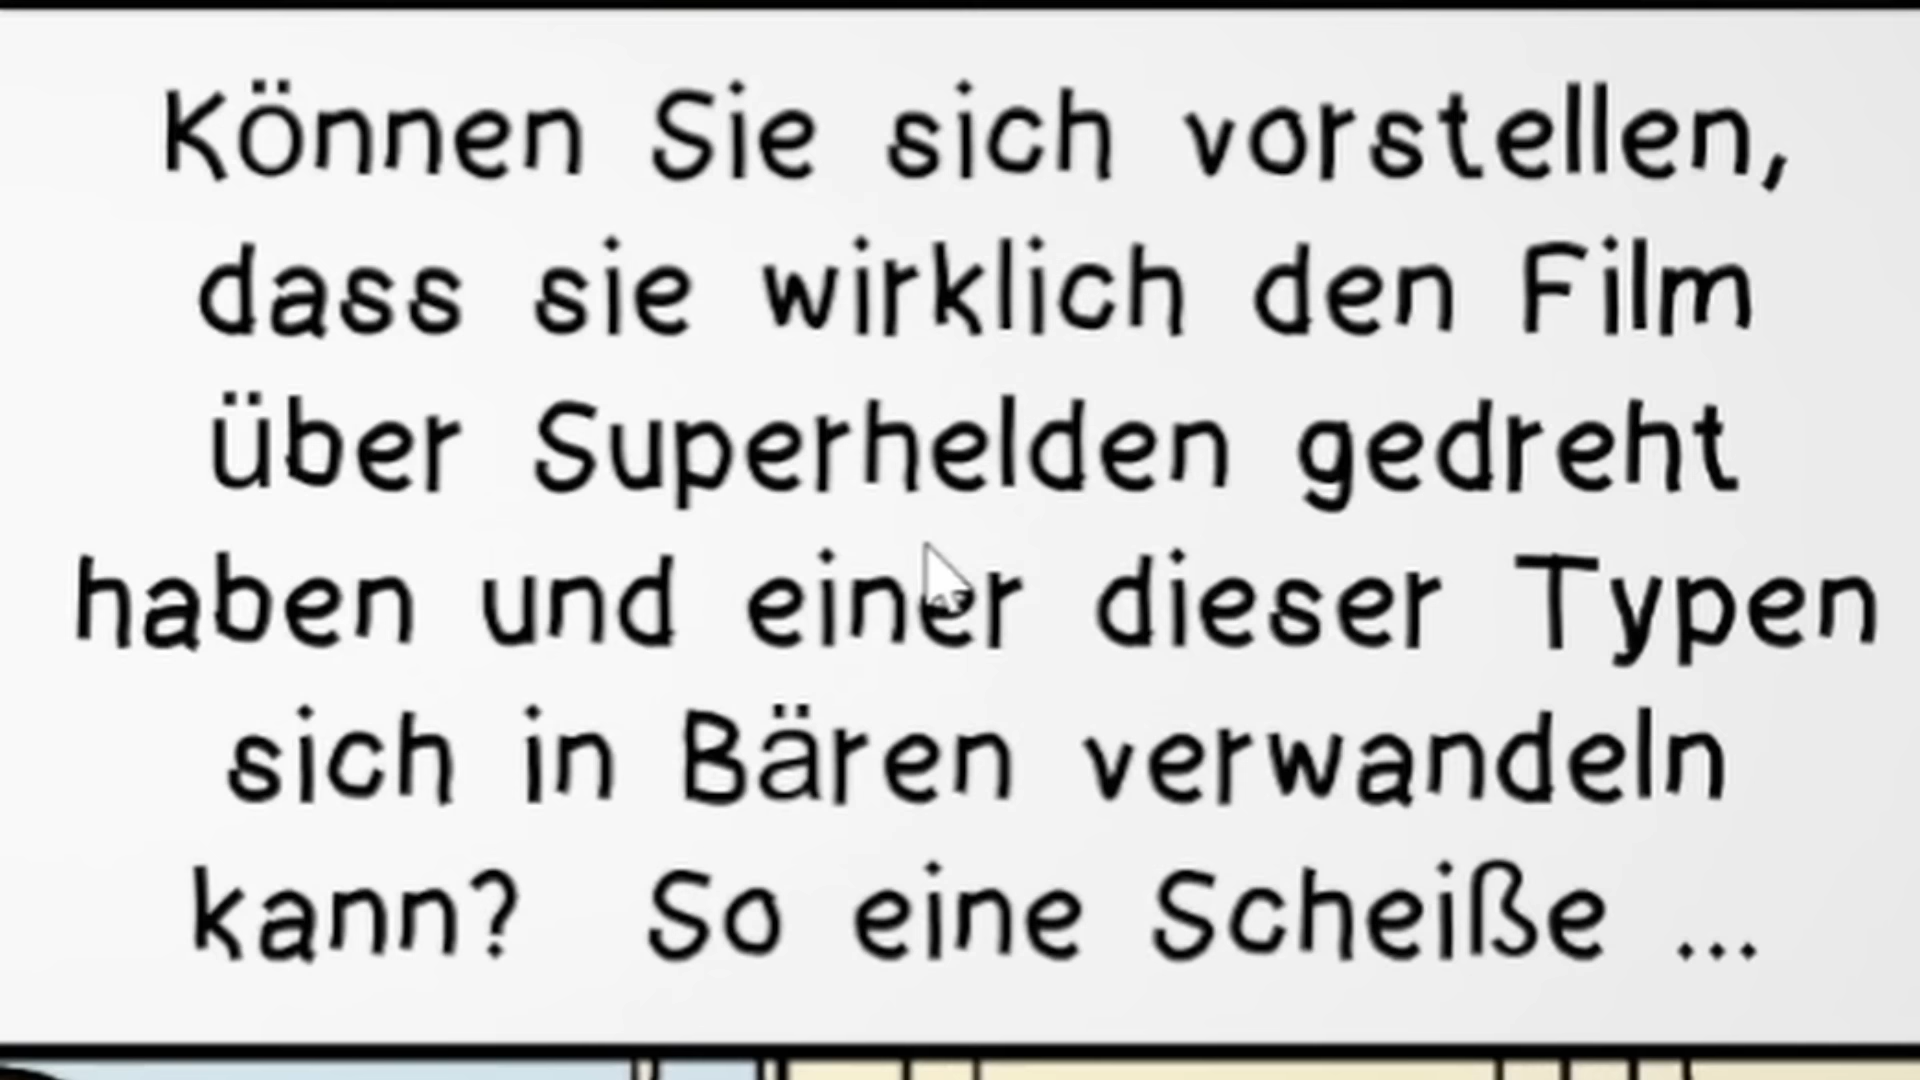 Können Sie sich vorstellen,
dass sie wirklich den Film
über Superhelden gedreht
haben und einer dieser Typen
sich in Bären verwandeln
kann? So eine Scheiße ...